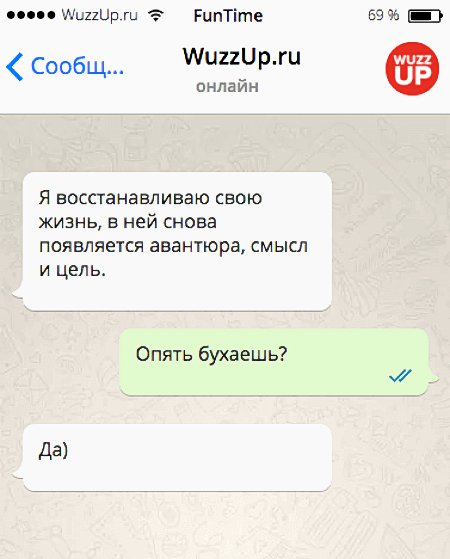 WuzzUp.ru FunTime 69 %
Сообщ... WuzzUp.ru WUZZ UP
онлайн
Я восстанавливаю свою
жизнь, в ней снова
появляется авантюра, смысл
и цель.
Опять бухаешь?
Да)